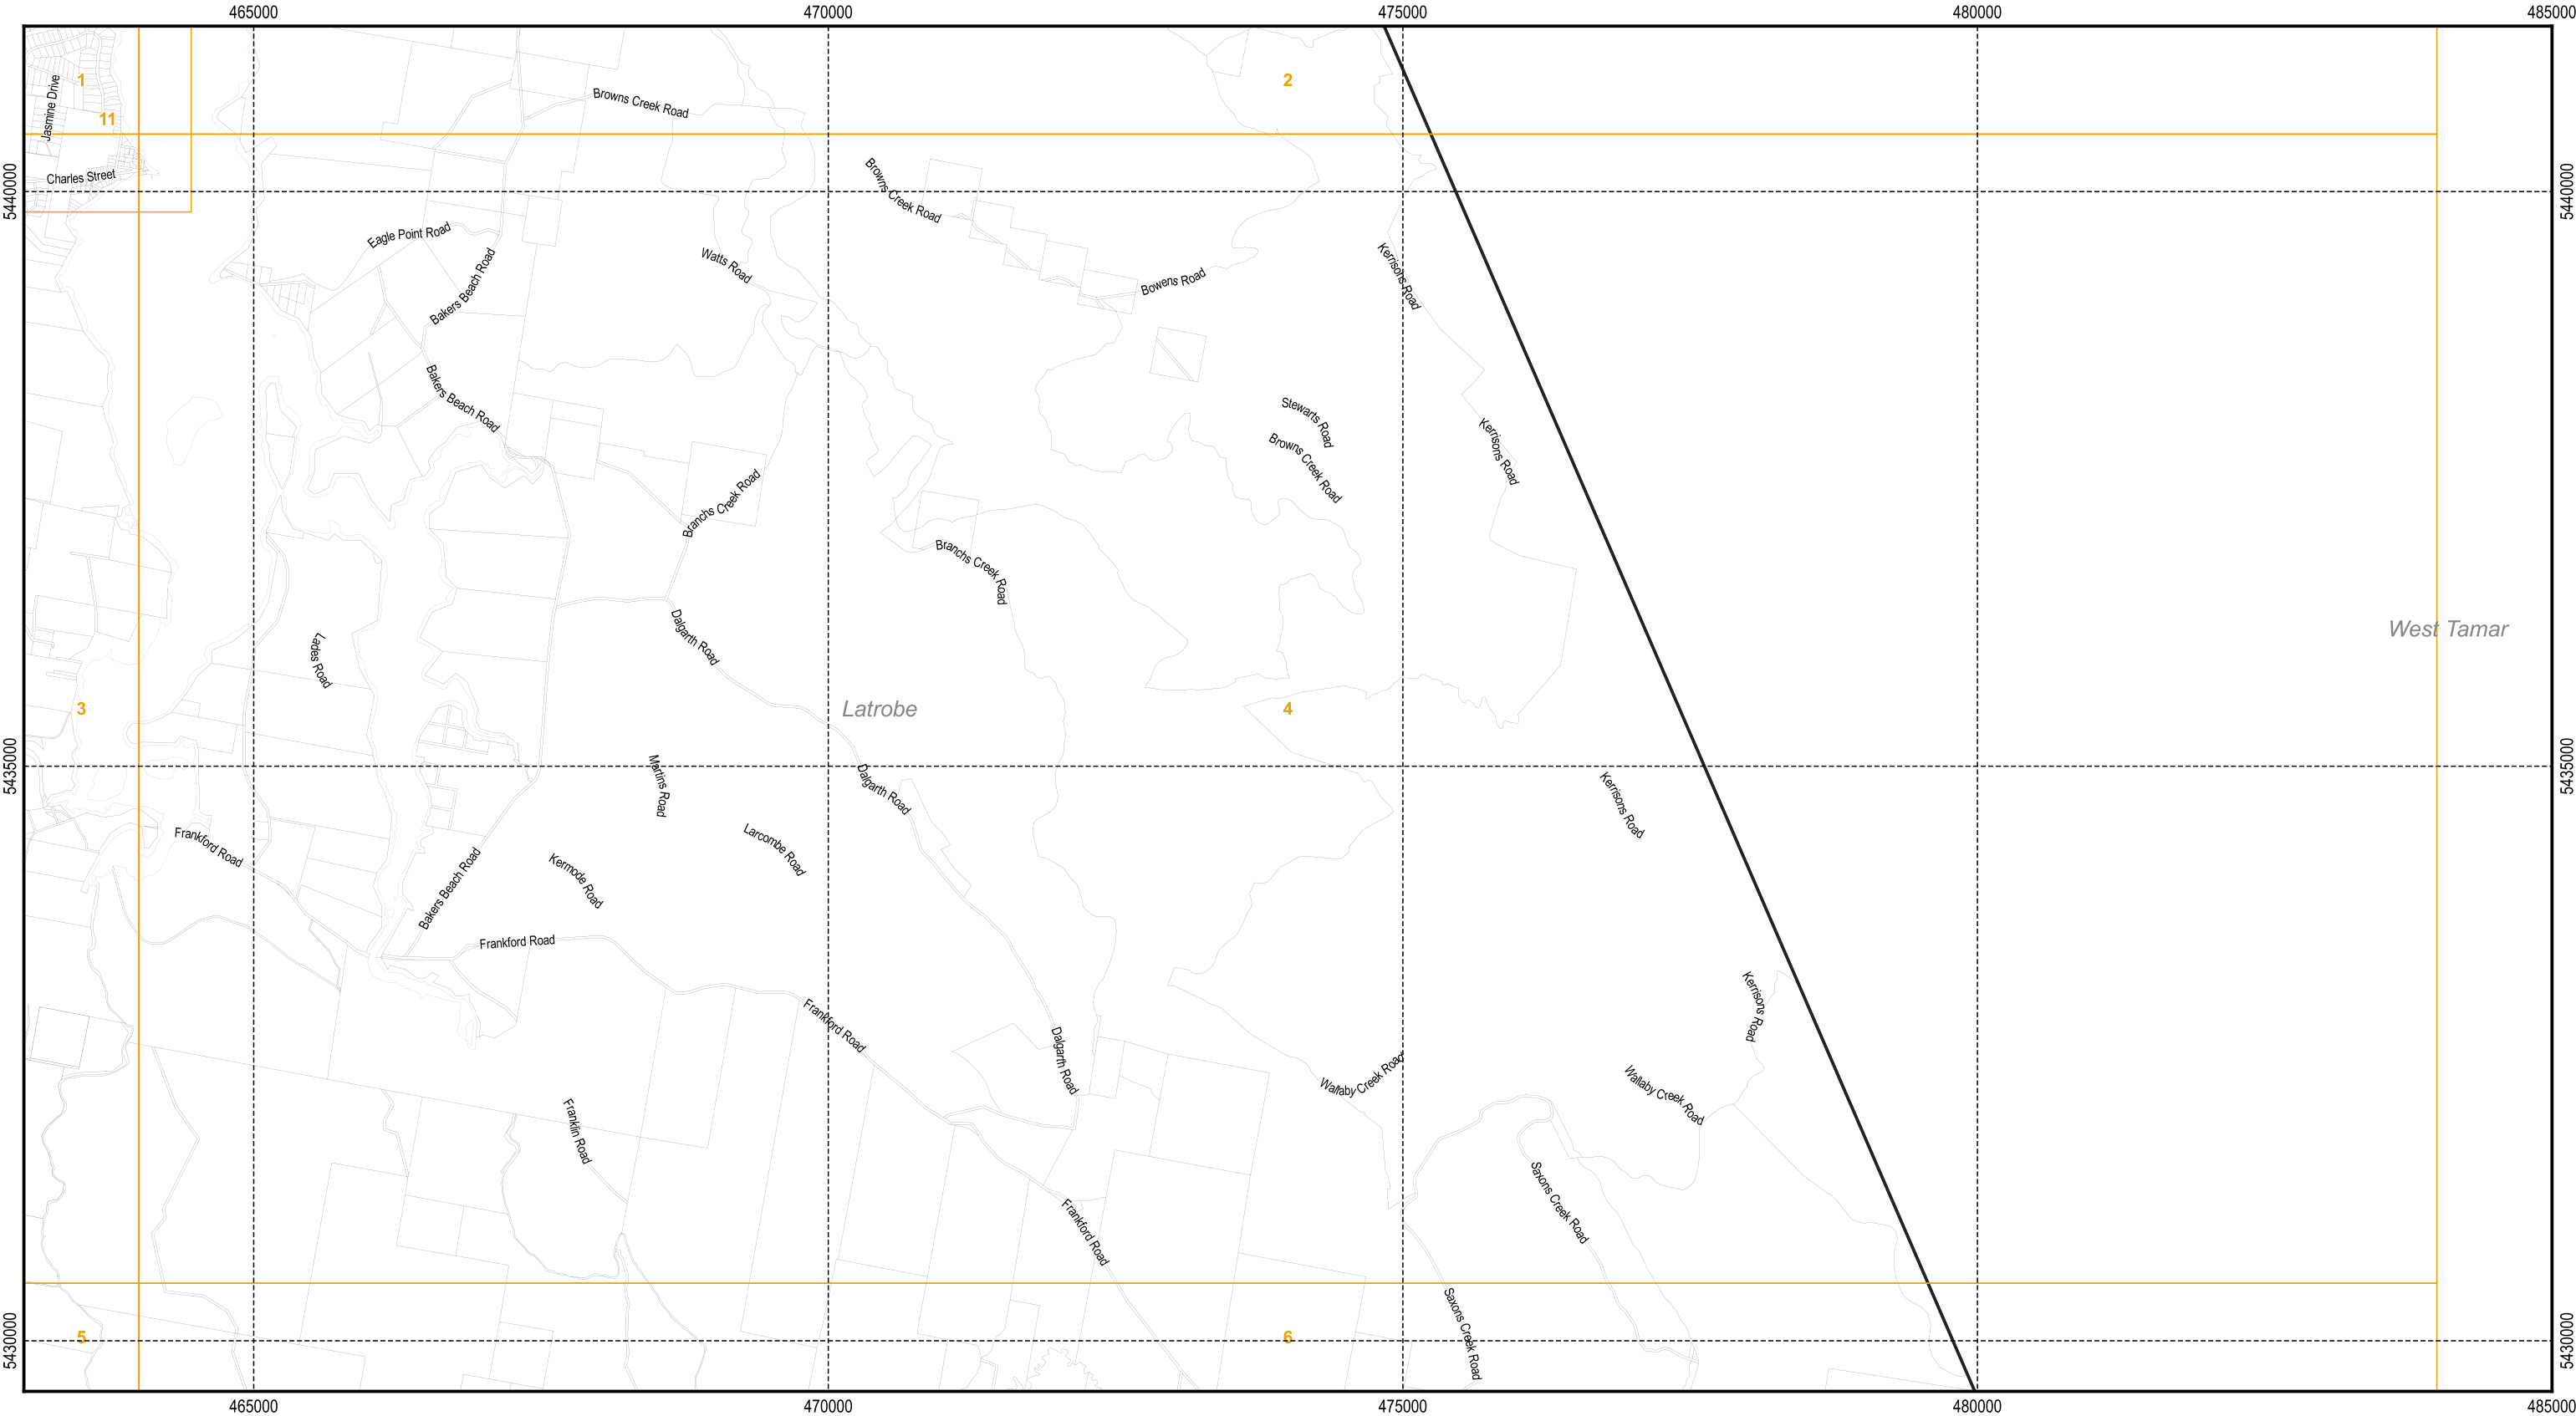 465000
470000
475000
480000
485000
1
2
Jasmine Drive
Browns Creek Road
11
Charles Street
Browns Creek Road
5440000
5440000
Eagle Point Road
Bakers Beach Road
Watts Road
Bowens Road
Kerrisons Road
Bakers Beach Road
Stewarts Road
Browns Creek Road
Kerrisons Road
Branchs Creek Road
Branchs Creek Road
Lades Road
Dalgarth Road
West Tamar
3
Latrobe
4
5435000
5435000
Martins Road
Dalgarth Road
Kerrisons Road
Frankford Road
Larcombe Road
Kermode Road
Bakers Beach Road
Frankford Road
Frankford Road
Kerrisons Road
Dalgarth Road
Wallaby Creek Road
Wallaby Creek Road
Franklin Road
Saxons Creek Road
Frankford Road
Saxons Creek Road
5
6
5430000
5430000
465000
470000
475000
480000
485000